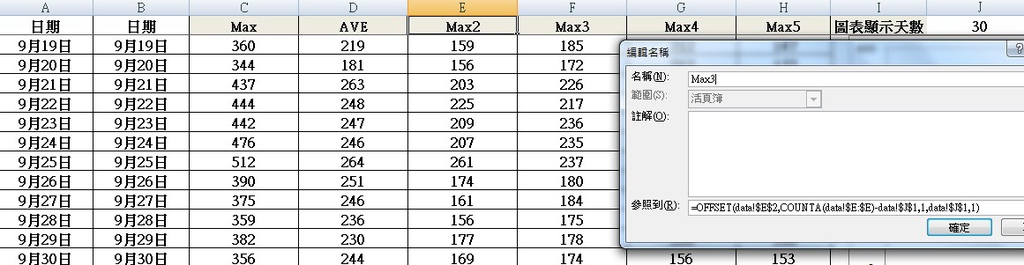 A B C D E F G H I J
日期 日期 Max AVE Max2 Max3 Max4 Max5 圖表顯示天數 30
9月19日 9月19日 360 219 159 185
9月20日 9月20日 344 181 156 172
9月21日 9月21日 437 263 203 226
9月22日 9月22日 444 248 225 217
9月23日 9月23日 442 247 209 236
9月24日 9月24日 476 246 207 235
9月25日 9月25日 512 264 261 237
9月26日 9月26日 390 251 174 180
9月27日 9月27日 375 246 161 184
9月28日 9月28日 359 236 156 175
9月29日 9月29日 382 230 177 178
9月30日 9月30日 356 244 169 174 156 153
編輯名稱
名稱(N): Max3
範圍(S): 活頁簿
註解(O):
參照到(R): =OFFSET(data!$E$2,COUNTA(data!$E:$E)-data!$J$1,1,data!$J$1,1)
確定